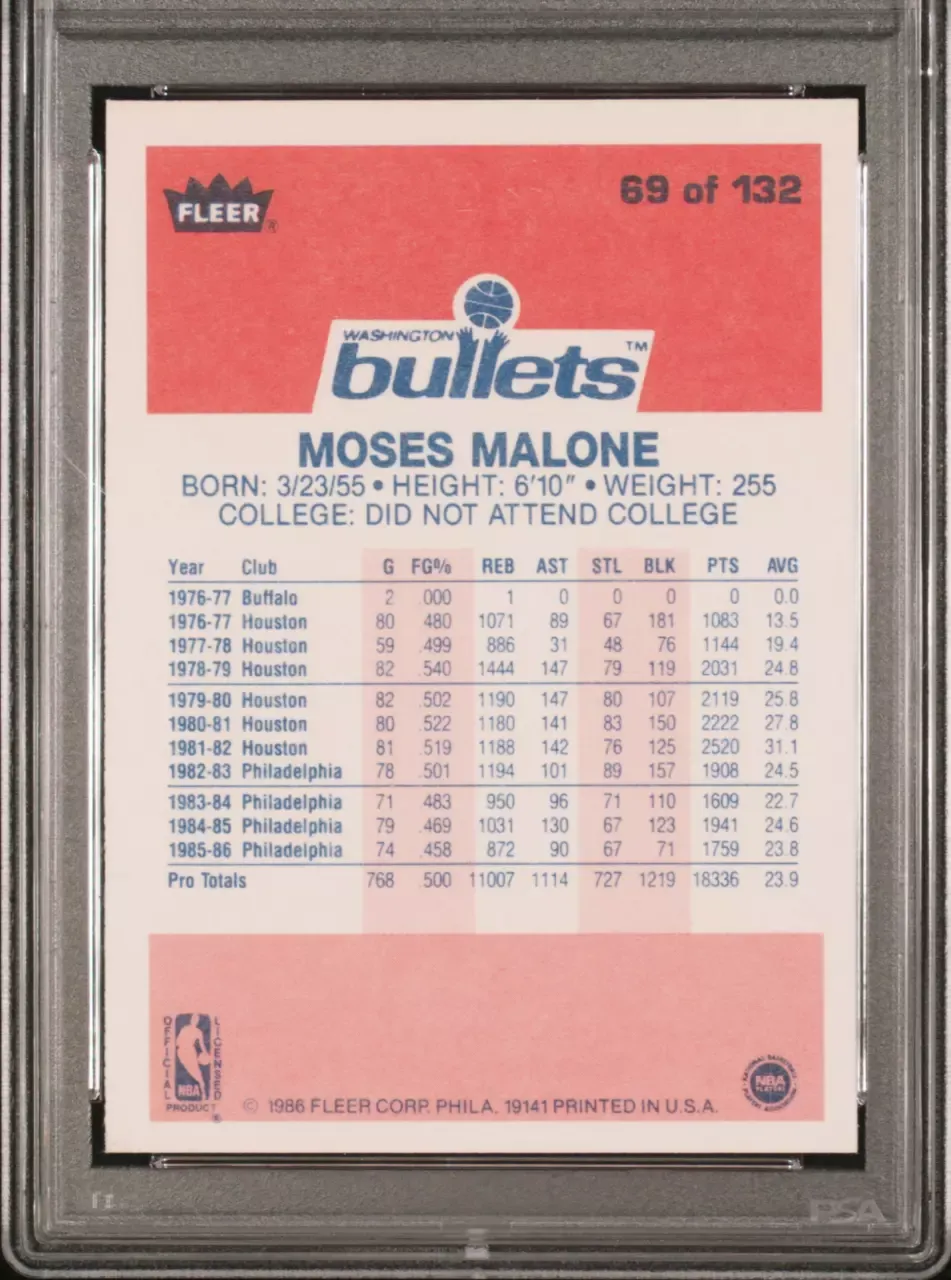 FLEER ®
69 of 132
WASHINGTON
bullets ™
MOSES MALONE
BORN: 3/23/55 • HEIGHT: 6'10" • WEIGHT: 255
COLLEGE: DID NOT ATTEND COLLEGE
Year Club G FG% REB AST STL BLK PTS AVG
1976-77 Buffalo 2 .000 1 0 0 0 0 0.0
1976-77 Houston 80 .480 1071 89 67 181 1083 13.5
1977-78 Houston 59 .499 886 31 48 76 1144 19.4
1978-79 Houston 82 .540 1444 147 79 119 2031 24.8
1979-80 Houston 82 .502 1190 147 80 107 2119 25.8
1980-81 Houston 80 .522 1180 141 83 150 2222 27.8
1981-82 Houston 81 .519 1188 142 76 125 2520 31.1
1982-83 Philadelphia 78 .501 1194 101 89 157 1908 24.5
1983-84 Philadelphia 71 .483 950 96 71 110 1609 22.7
1984-85 Philadelphia 79 .469 1031 130 67 123 1941 24.6
1985-86 Philadelphia 74 .458 872 90 67 71 1759 23.8
Pro Totals 768 .500 11007 1114 727 1219 18336 23.9
OFFICIAL LICENSED
NBA
PRODUCT ®
© 1986 FLEER CORP. PHILA. 19141 PRINTED IN U.S.A.
NATIONAL BASKETBALL
NBA
PLAYERS
PLAYERS ASSOCIATION
PSA